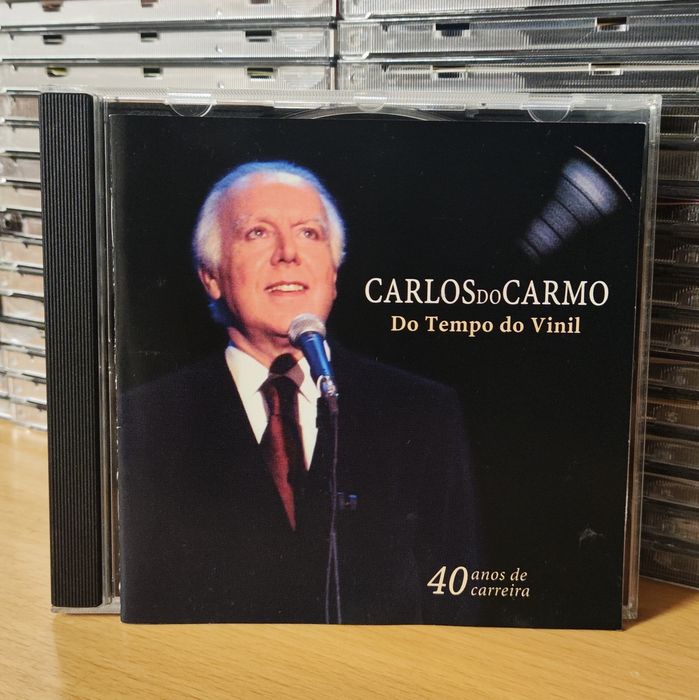 CARLOSDOCARMO
Do Tempo do Vinil
40 anos de
carreira